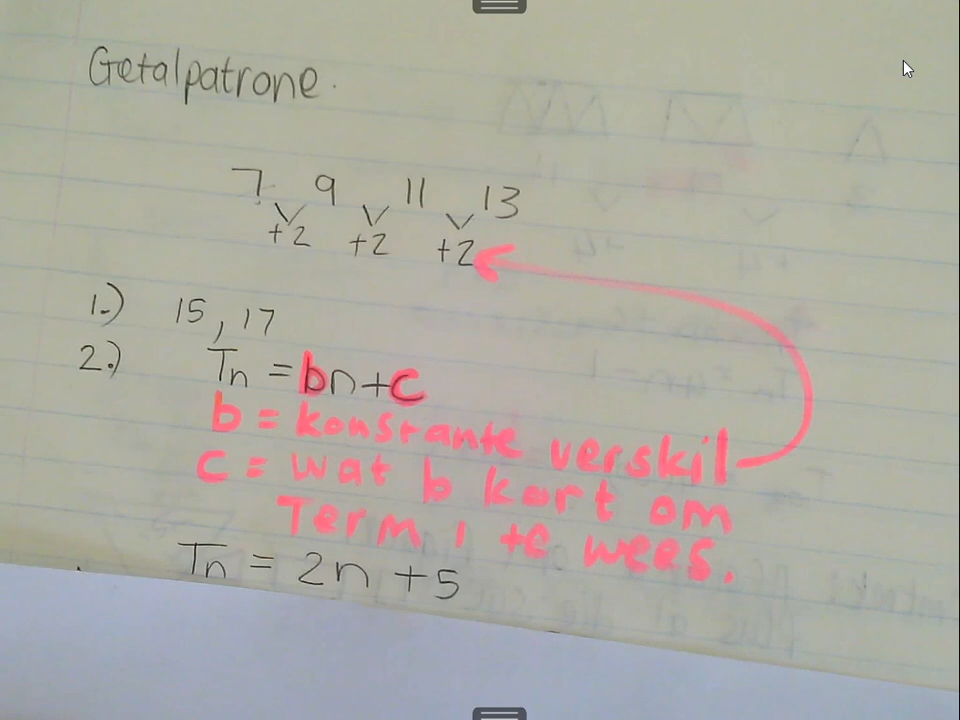 Getalpatrone.
7 9 11 13
+2 +2 +2
1.) 15, 17
2.) Tn = bn+c
b = konstante verskil
c = wat b kort om
Term 1 te wees.
Tn = 2n + 5